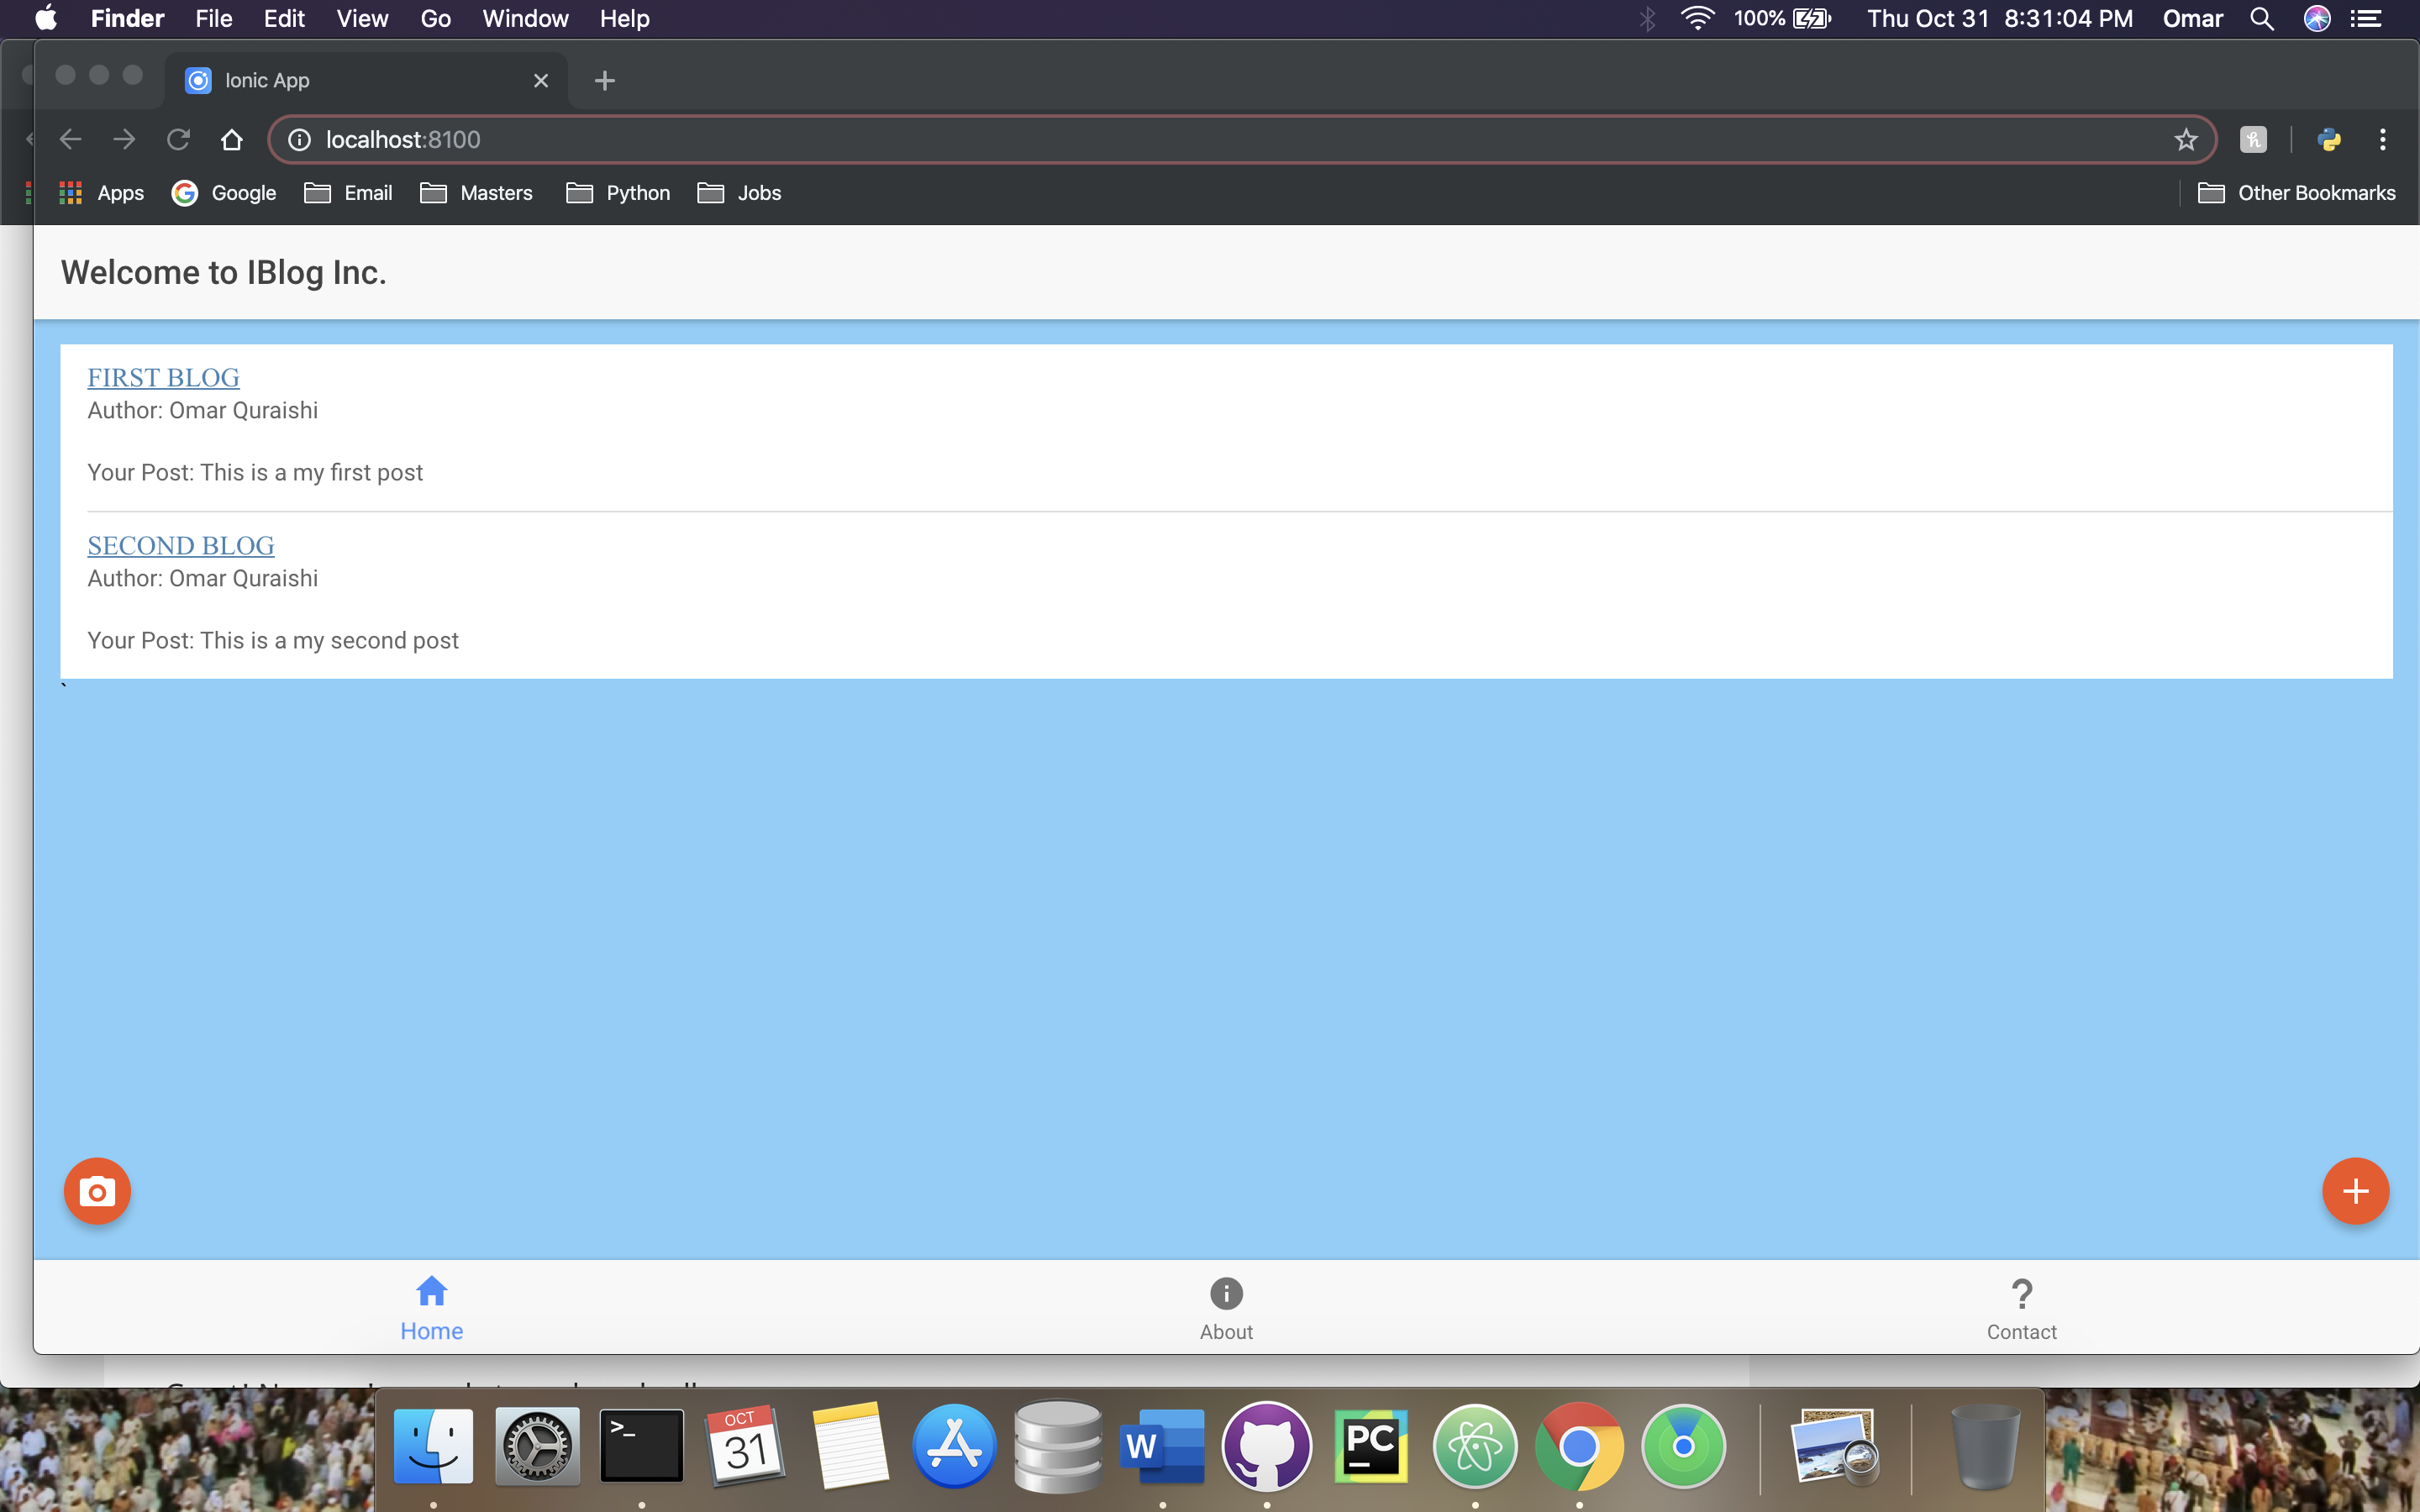 Finder File Edit View Go Window Help 100% Thu Oct 31 8:31:04 PM Omar
Ionic App
localhost:8100
Apps Google Email Masters Python Jobs Other Bookmarks
Welcome to IBlog Inc.
FIRST BLOG
Author: Omar Quraishi
Your Post: This is a my first post
SECOND BLOG
Author: Omar Quraishi
Your Post: This is a my second post
`
Home About Contact
>_
OCT
31
W
PC